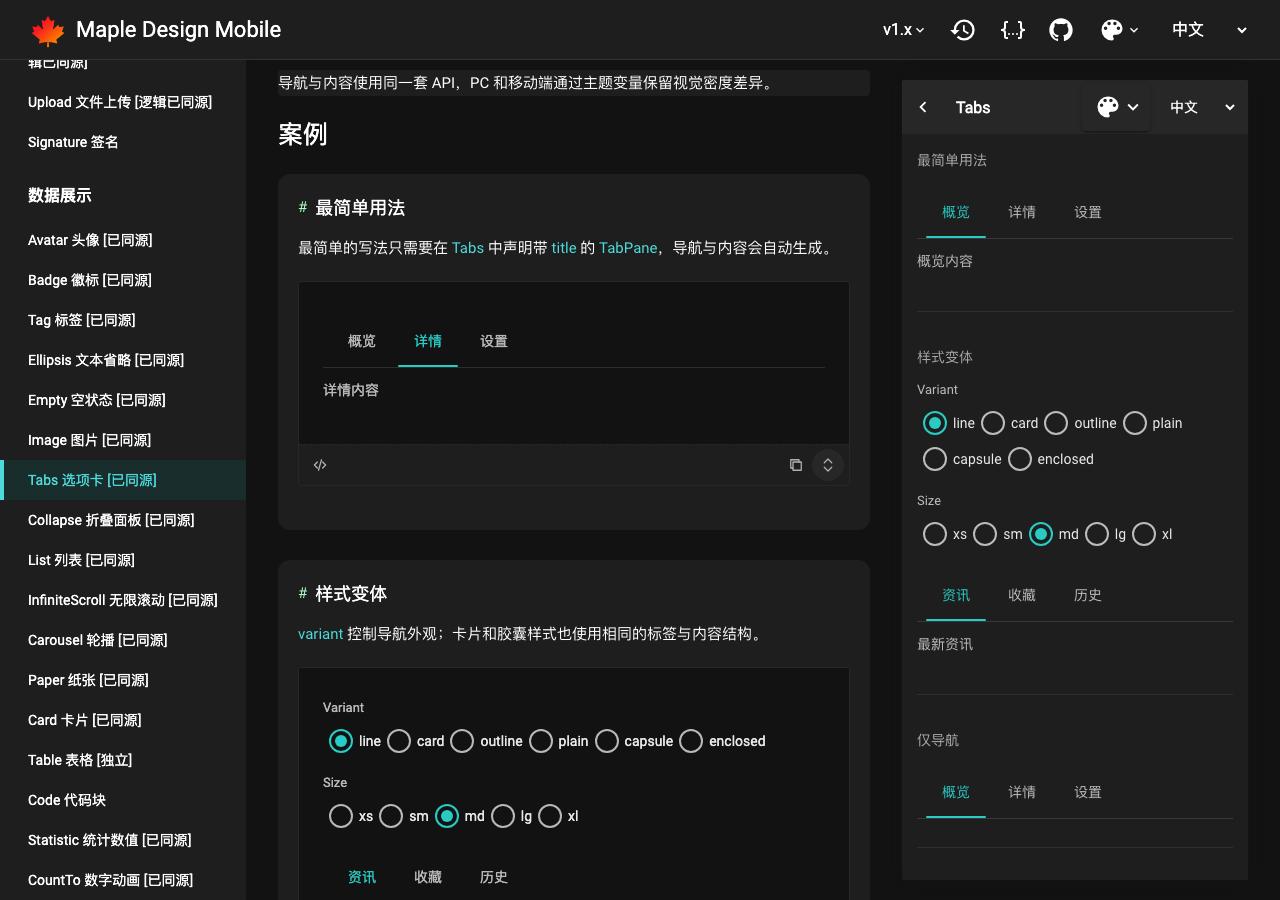 Maple Design Mobile
v1.x
{...}
中文
辑已同源]
Upload 文件上传 [逻辑已同源]
Signature 签名
数据展示
Avatar 头像 [已同源]
Badge 徽标 [已同源]
Tag 标签 [已同源]
Ellipsis 文本省略 [已同源]
Empty 空状态 [已同源]
Image 图片 [已同源]
Tabs 选项卡 [已同源]
Collapse 折叠面板 [已同源]
List 列表 [已同源]
InfiniteScroll 无限滚动 [已同源]
Carousel 轮播 [已同源]
Paper 纸张 [已同源]
Card 卡片 [已同源]
Table 表格 [独立]
Code 代码块
Statistic 统计数值 [已同源]
CountTo 数字动画 [已同源]
导航与内容使用同一套 API，PC 和移动端通过主题变量保留视觉密度差异。
案例
# 最简单用法
最简单的写法只需要在 Tabs 中声明带 title 的 TabPane，导航与内容会自动生成。
概览 详情 设置
详情内容
# 样式变体
variant 控制导航外观；卡片和胶囊样式也使用相同的标签与内容结构。
Variant
line card outline plain capsule enclosed
Size
xs sm md lg xl
资讯 收藏 历史
Tabs
中文
最简单用法
概览 详情 设置
概览内容
样式变体
Variant
line card outline plain
capsule enclosed
Size
xs sm md lg xl
资讯 收藏 历史
最新资讯
仅导航
概览 详情 设置